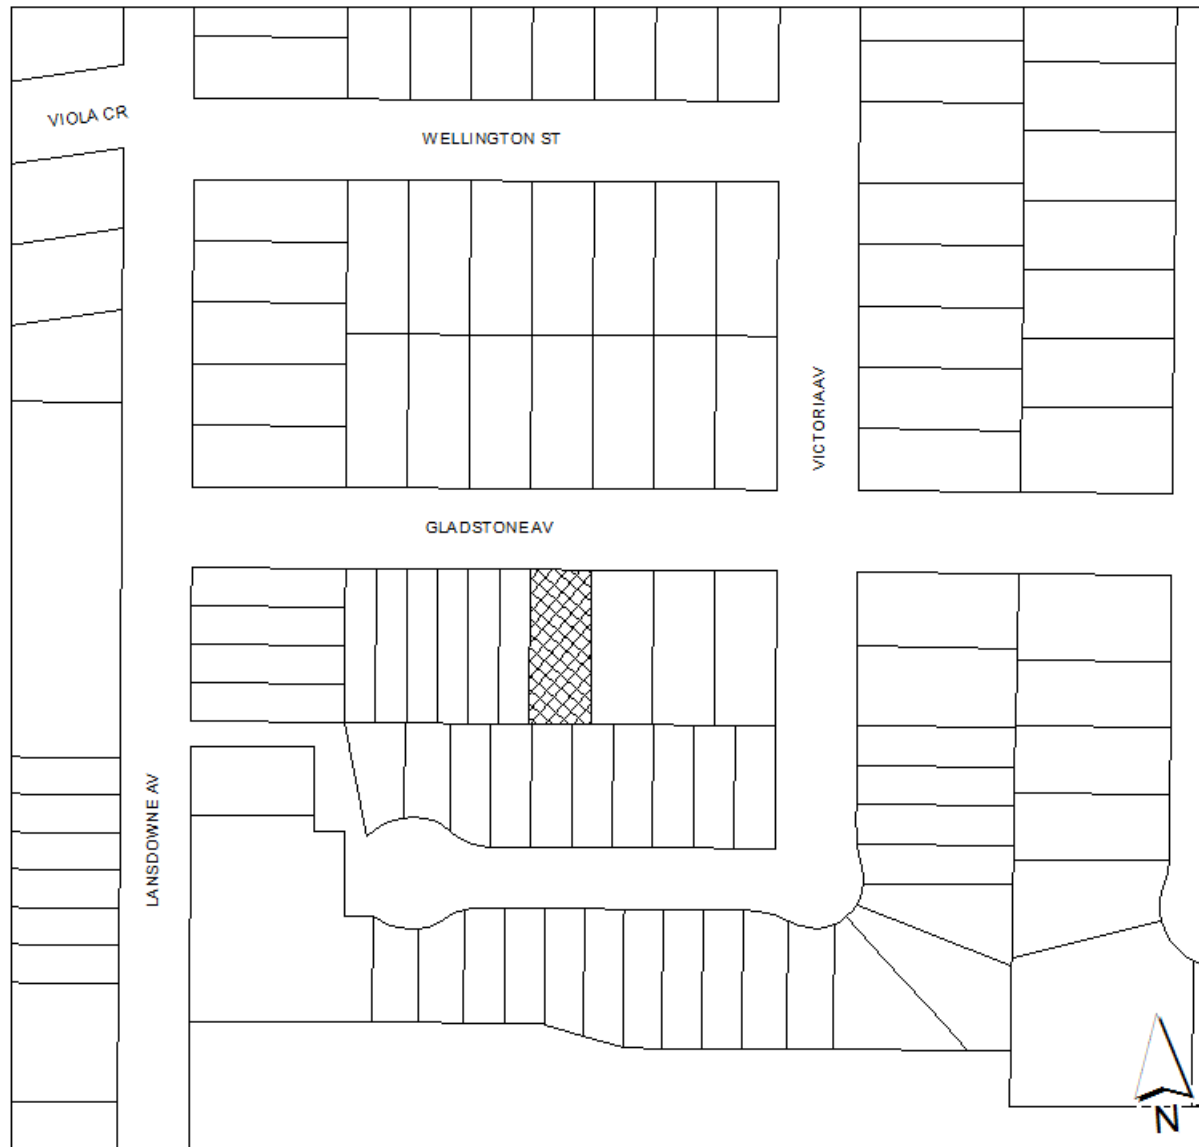 VIOLA CR
WELLINGTON ST
VICTORIA AV
GLADSTONE AV
LANSDOWNE AV
N